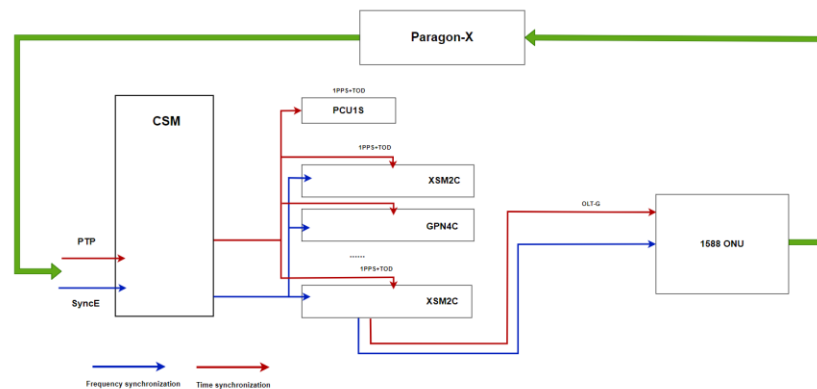 Paragon-X
1PPS+TOD
PCU1S
CSM
1PPS+TOD
XSM2C
OLT-G
GPN4C
PTP
1588 ONU
......
1PPS+TOD
SyncE
XSM2C
Frequency synchronization
Time synchronization